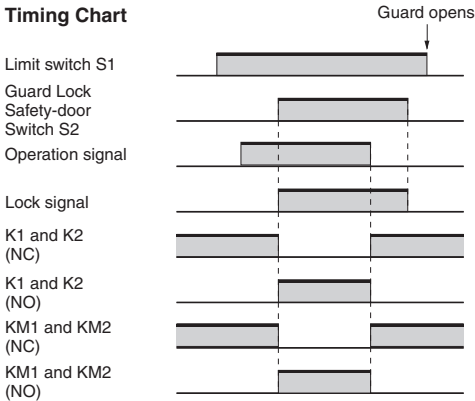 Timing Chart
Guard opens
Limit switch S1
Guard Lock
Safety-door
Switch S2
Operation signal
Lock signal
K1 and K2
(NC)
K1 and K2
(NO)
KM1 and KM2
(NC)
KM1 and KM2
(NO)